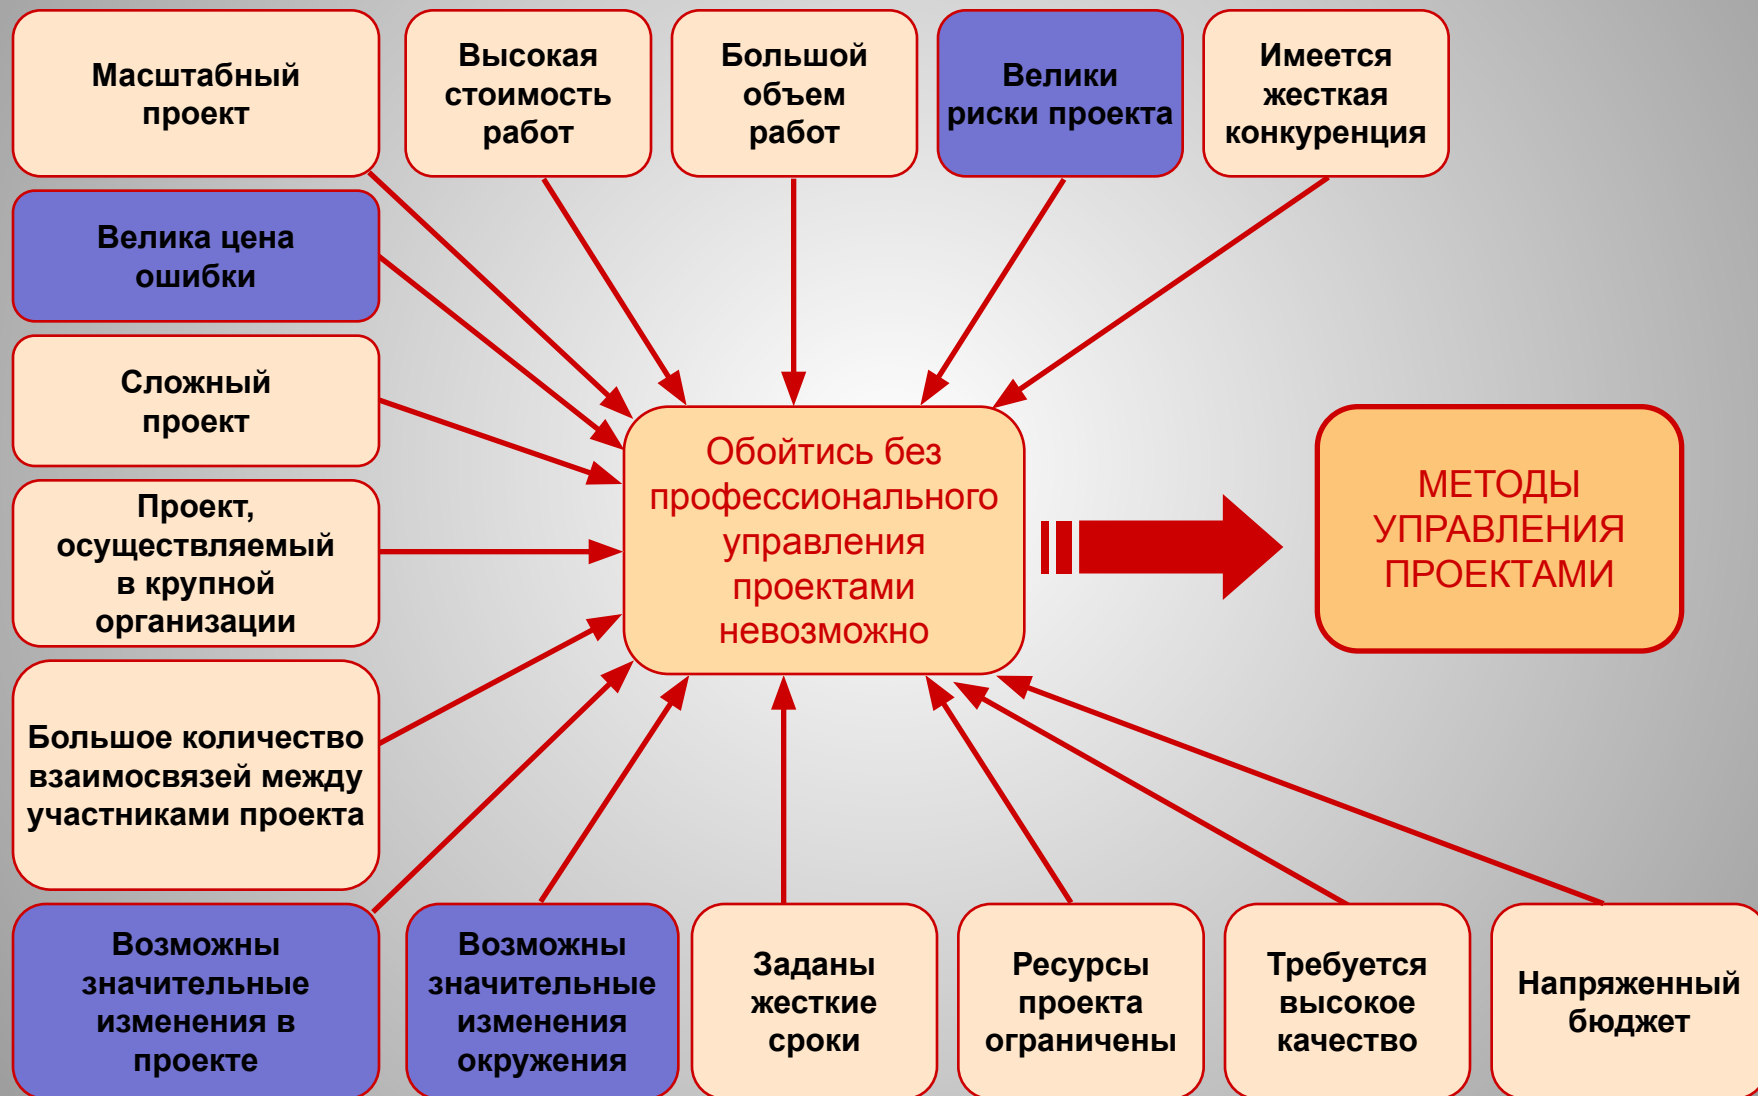 Масштабный
проект
Высокая
стоимость
работ
Большой
объем
работ
Велики
риски проекта
Имеется
жесткая
конкуренция
Велика цена
ошибки
Сложный
проект
Проект,
осуществляемый
в крупной
организации
Большое количество
взаимосвязей между
участниками проекта
Обойтись без
профессионального
управления
проектами
невозможно
МЕТОДЫ
УПРАВЛЕНИЯ
ПРОЕКТАМИ
Возможны
значительные
изменения в
проекте
Возможны
значительные
изменения
окружения
Заданы
жесткие
сроки
Ресурсы
проекта
ограничены
Требуется
высокое
качество
Напряженный
бюджет